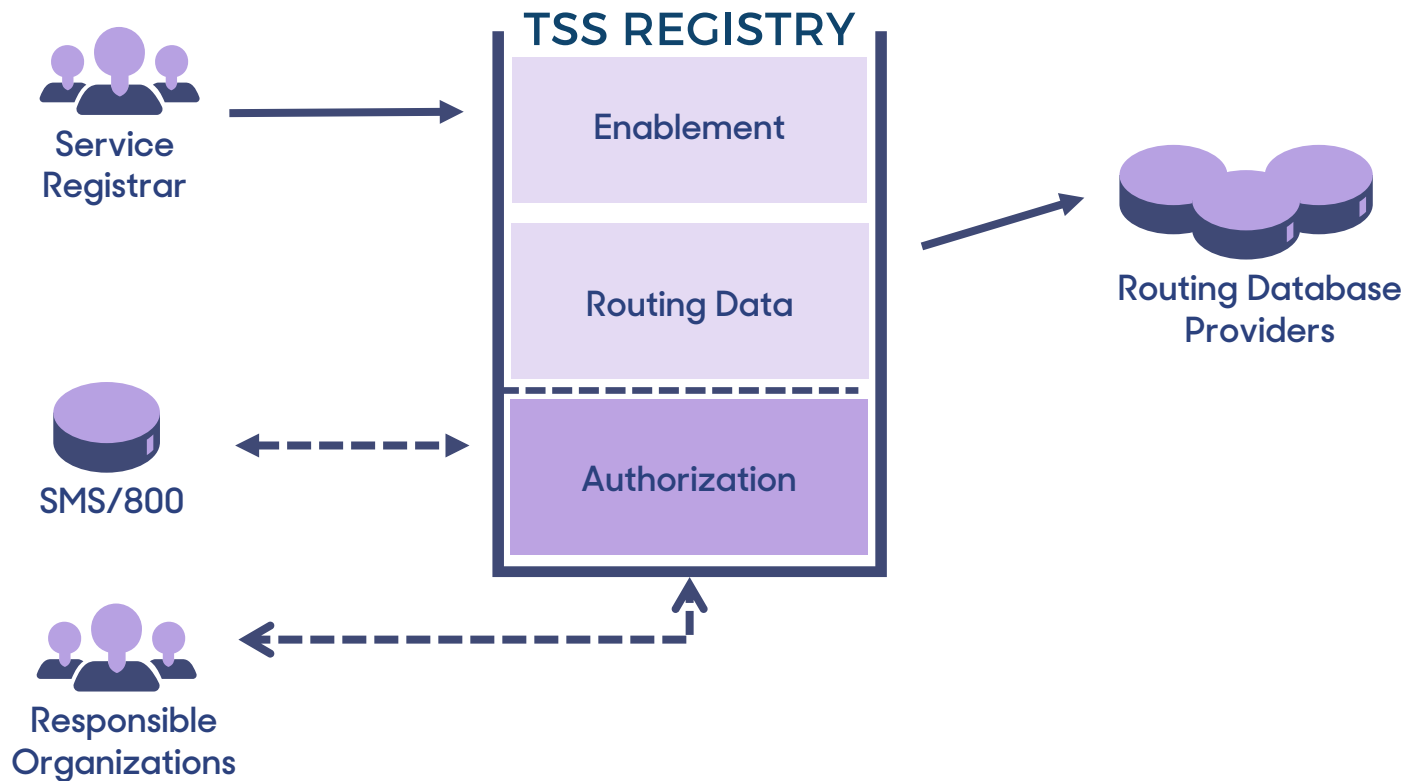 TSS REGISTRY
Enablement
Service
Registrar
Routing Data
Routing Database
Providers
Authorization
SMS/800
Responsible
Organizations